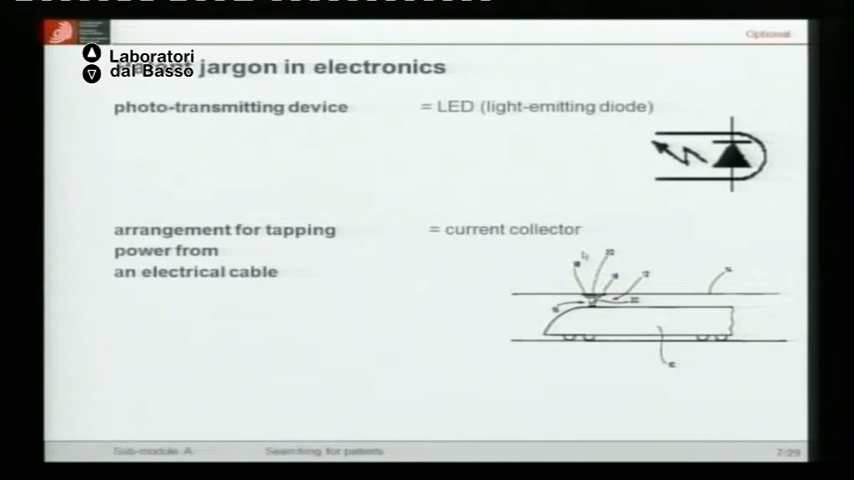 Optional
Laboratori
dal Basso
jargon in electronics
photo-transmitting device = LED (light-emitting diode)
arrangement for tapping = current collector
power from
an electrical cable
Sub-module A Searching for patents 7/29